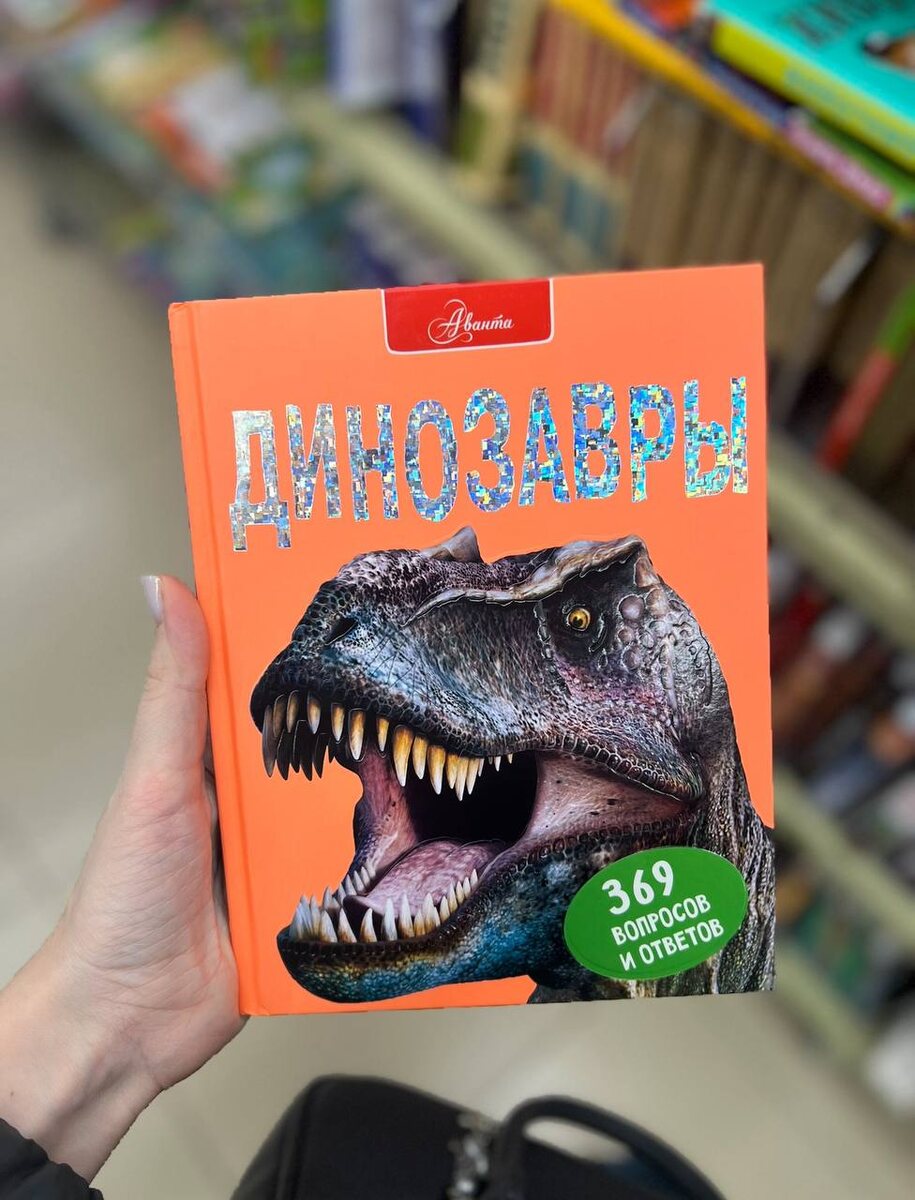 Аванта
ДИНОЗАВРЫ
369
ВОПРОСОВ
И ОТВЕТОВ